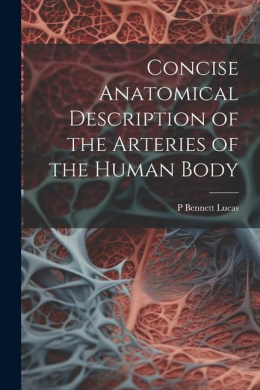 Concise
Anatomical
Description of
the Arteries of
the Human Body
P Bennett Lucas